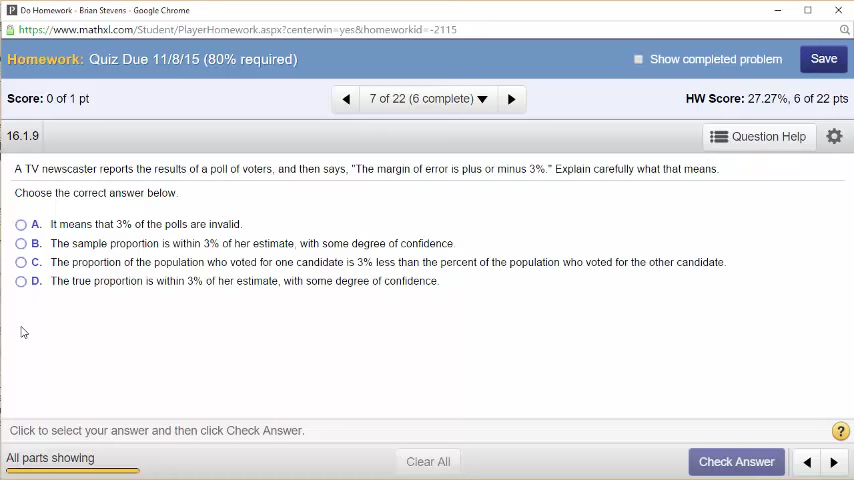 Do Homework - Brian Stevens - Google Chrome
https://www.mathxl.com/Student/PlayerHomework.aspx?centerwin=yes&homeworkid=-2115
Homework: Quiz Due 11/8/15 (80% required)
Show completed problem
Save
Score: 0 of 1 pt
7 of 22 (6 complete)
HW Score: 27.27%, 6 of 22 pts
16.1.9
Question Help
A TV newscaster reports the results of a poll of voters, and then says, "The margin of error is plus or minus 3%." Explain carefully what that means.
Choose the correct answer below.
A. It means that 3% of the polls are invalid.
B. The sample proportion is within 3% of her estimate, with some degree of confidence.
C. The proportion of the population who voted for one candidate is 3% less than the percent of the population who voted for the other candidate.
D. The true proportion is within 3% of her estimate, with some degree of confidence.
Click to select your answer and then click Check Answer.
?
All parts showing
Clear All
Check Answer